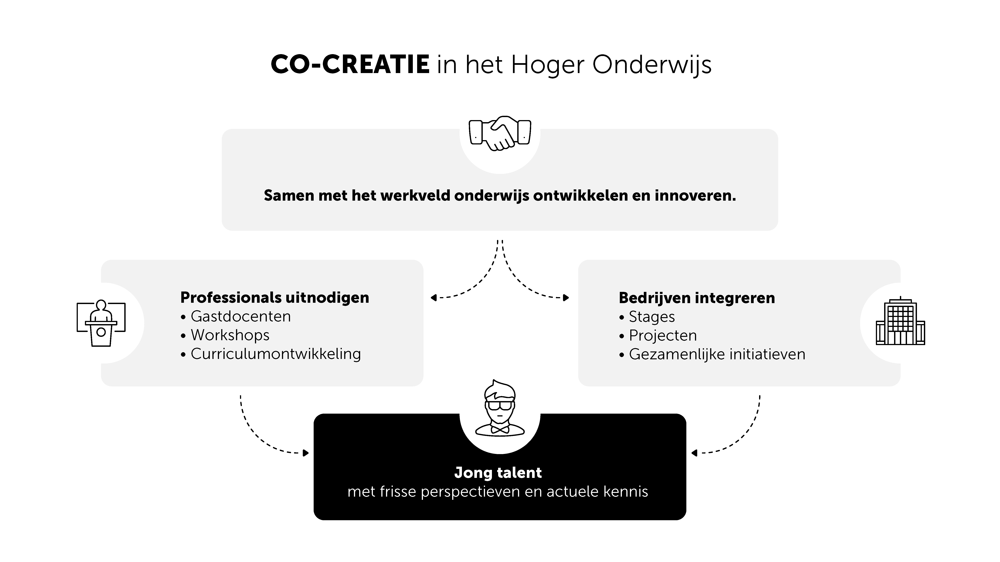 CO-CREATIE in het Hoger Onderwijs
Samen met het werkveld onderwijs ontwikkelen en innoveren.
Professionals uitnodigen
• Gastdocenten
• Workshops
• Curriculumontwikkeling
Bedrijven integreren
• Stages
• Projecten
• Gezamenlijke initiatieven
Jong talent
met frisse perspectieven en actuele kennis